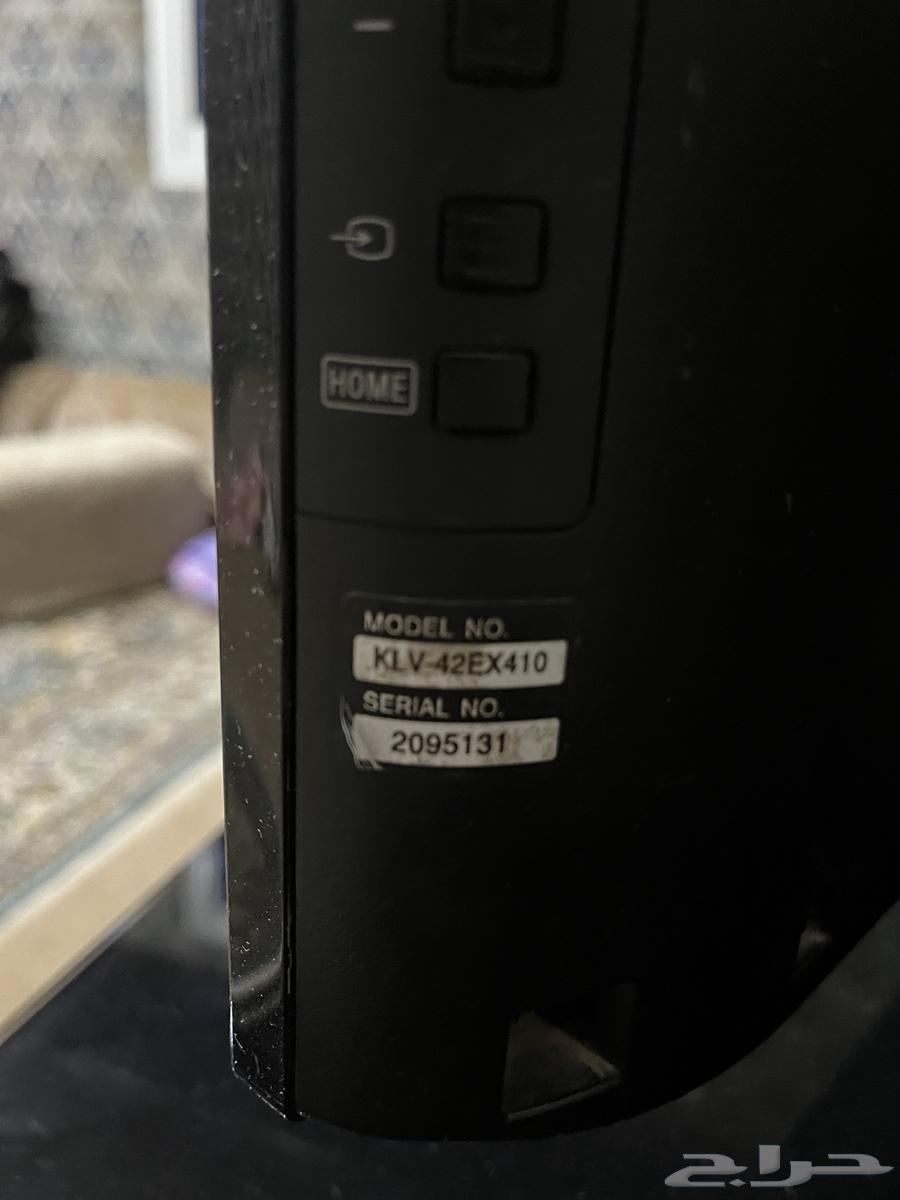 HOME
MODEL NO.
KLV-42EX410
SERIAL NO.
2095131
حراج